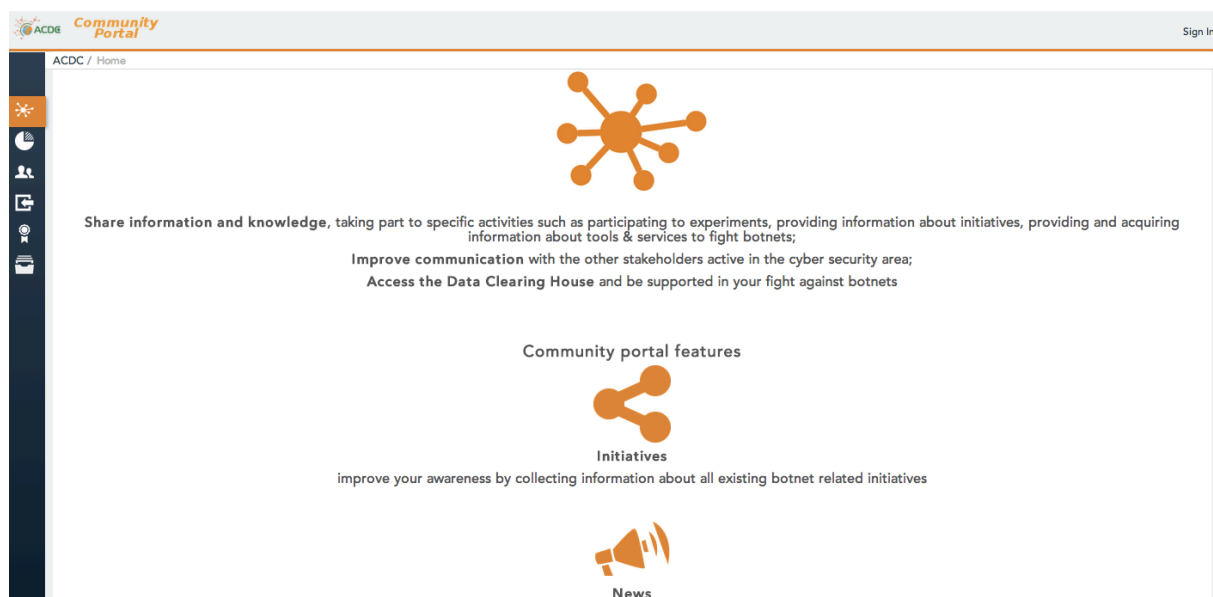 ACDC
Community
Portal
Sign In
ACDC / Home
Share information and knowledge, taking part to specific activities such as participating to experiments, providing information about initiatives, providing and acquiring
information about tools & services to fight botnets;
Improve communication with the other stakeholders active in the cyber security area;
Access the Data Clearing House and be supported in your fight against botnets
Community portal features
Initiatives
improve your awareness by collecting information about all existing botnet related initiatives
News